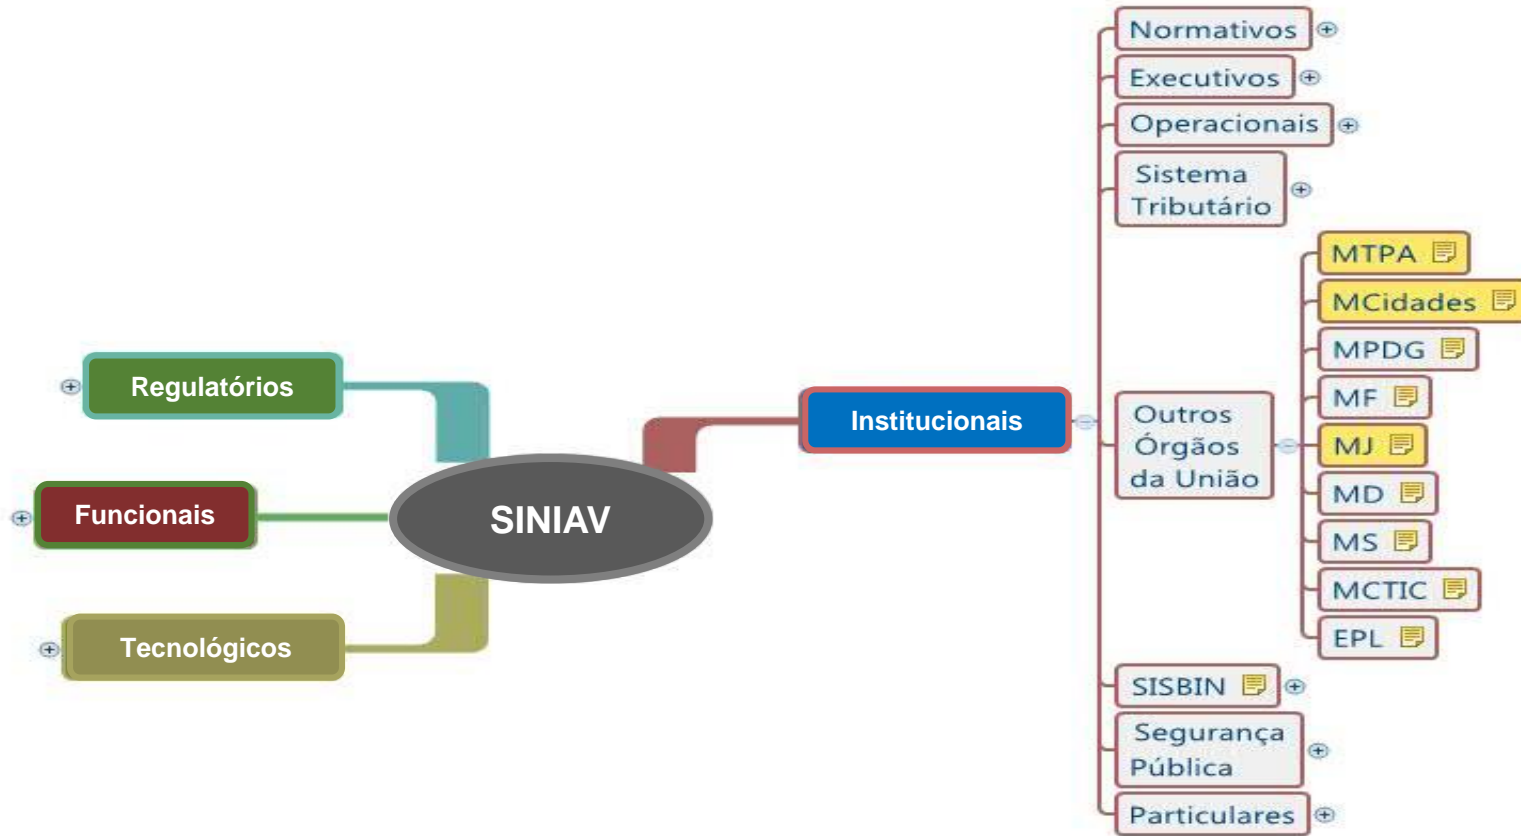 SINIAV
Regulatórios
Funcionais
Tecnológicos
Institucionais
Normativos
Executivos
Operacionais
Sistema
Tributário
Outros
Órgãos
da União
MTPA
MCidades
MPDG
MF
MJ
MD
MS
MCTIC
EPL
SISBIN
Segurança
Pública
Particulares